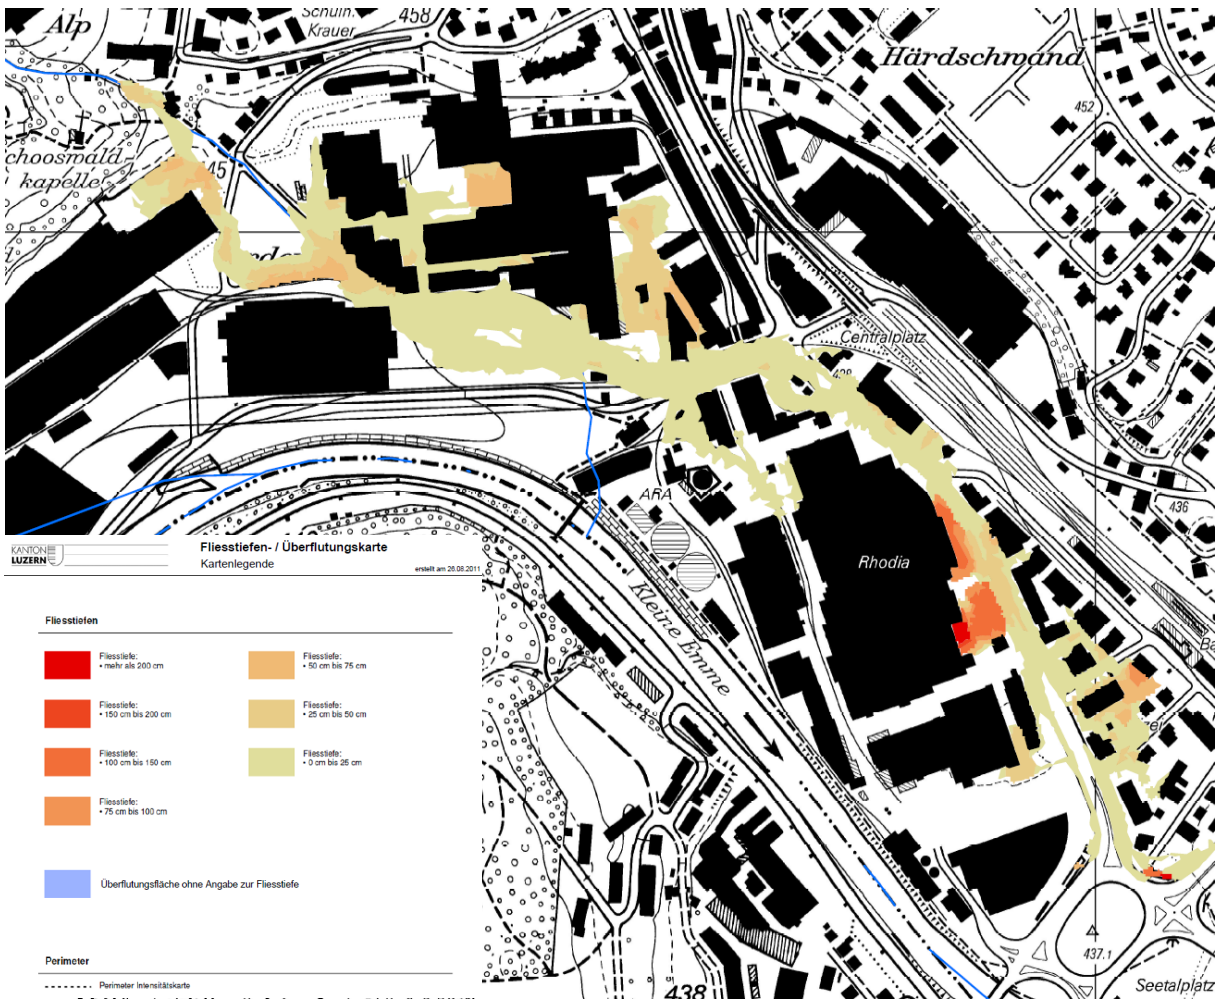 Alp
Schuln.
Krauer
458
Härdschwand
452
chooswald-
kapelle
45
Centralplatz
436
ARA
Rhodia
Kleine Emme
KANTON
LUZERN
Fliesstiefen- / Überflutungskarte
Kartenlegende
erstellt am 26.08.2011
Fliesstiefen
Fliesstiefe:
• mehr als 200 cm
Fliesstiefe:
• 50 cm bis 75 cm
Fliesstiefe:
• 150 cm bis 200 cm
Fliesstiefe:
• 25 cm bis 50 cm
Fliesstiefe:
• 100 cm bis 150 cm
Fliesstiefe:
• 0 cm bis 25 cm
Fliesstiefe:
• 75 cm bis 100 cm
Überflutungsfläche ohne Angabe zur Fliesstiefe
Perimeter
Perimeter Intensitätskarte
438
437.1
Seetalplatz